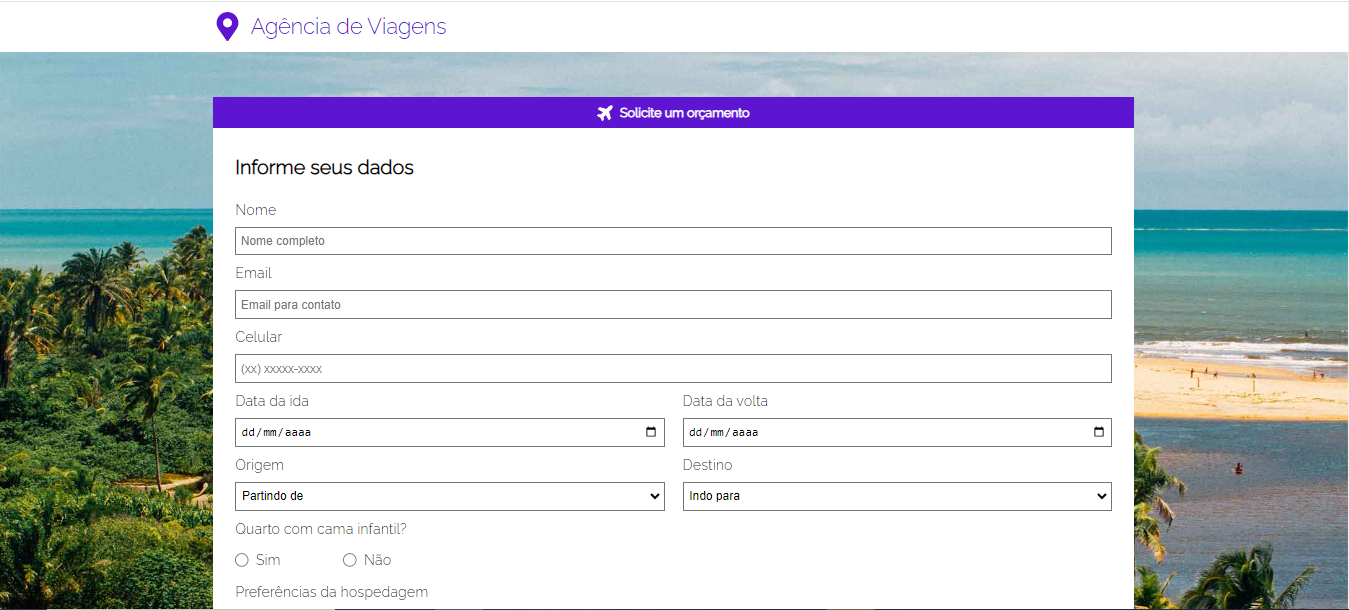 Agência de Viagens
Solicite um orçamento
Informe seus dados
Nome
Nome completo
Email
Email para contato
Celular
(xx) xxxxx-xxxx
Data da ida Data da volta
dd/mm/aaaa dd/mm/aaaa
Origem Destino
Partindo de Indo para
Quarto com cama infantil?
Sim Não
Preferências da hospedagem